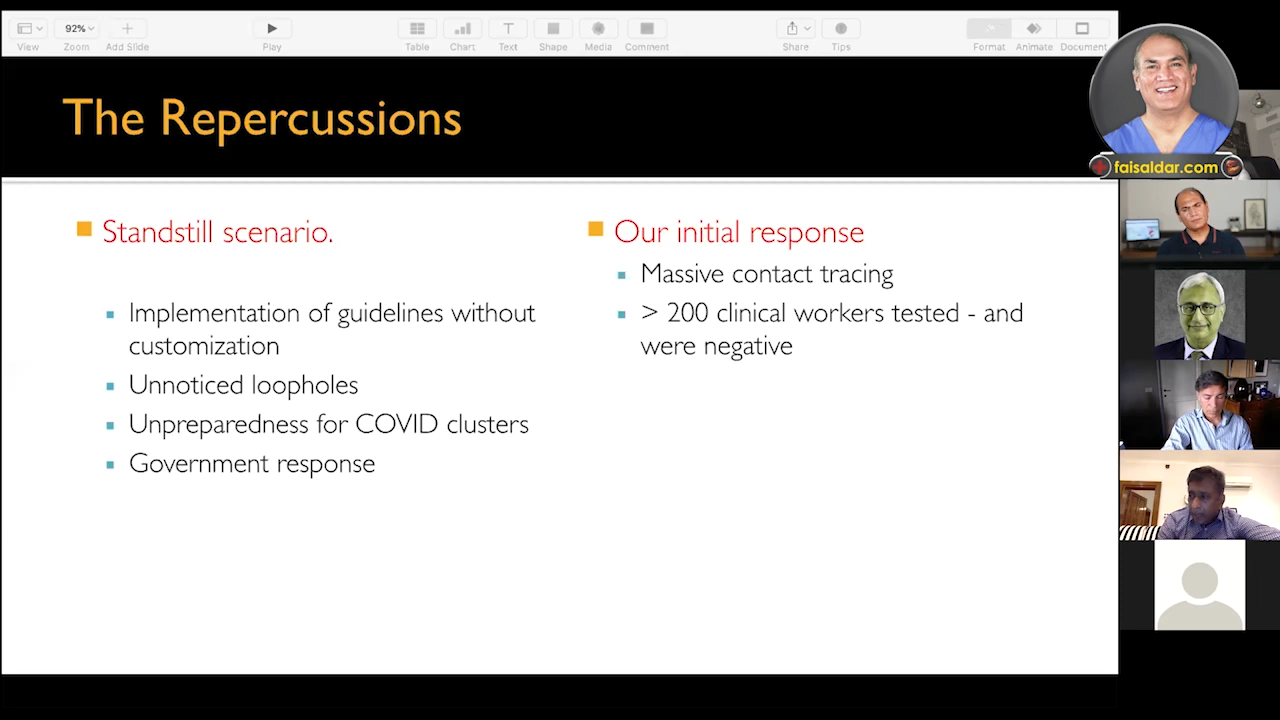 92%
View
Zoom
Add Slide
Play
Table
Chart
Text
Shape
Media
Comment
Share
Tips
Format
Animate
Document
The Repercussions
faisaldar.com
Standstill scenario.
Implementation of guidelines without
customization
Unnoticed loopholes
Unpreparedness for COVID clusters
Government response
Our initial response
Massive contact tracing
> 200 clinical workers tested - and
were negative